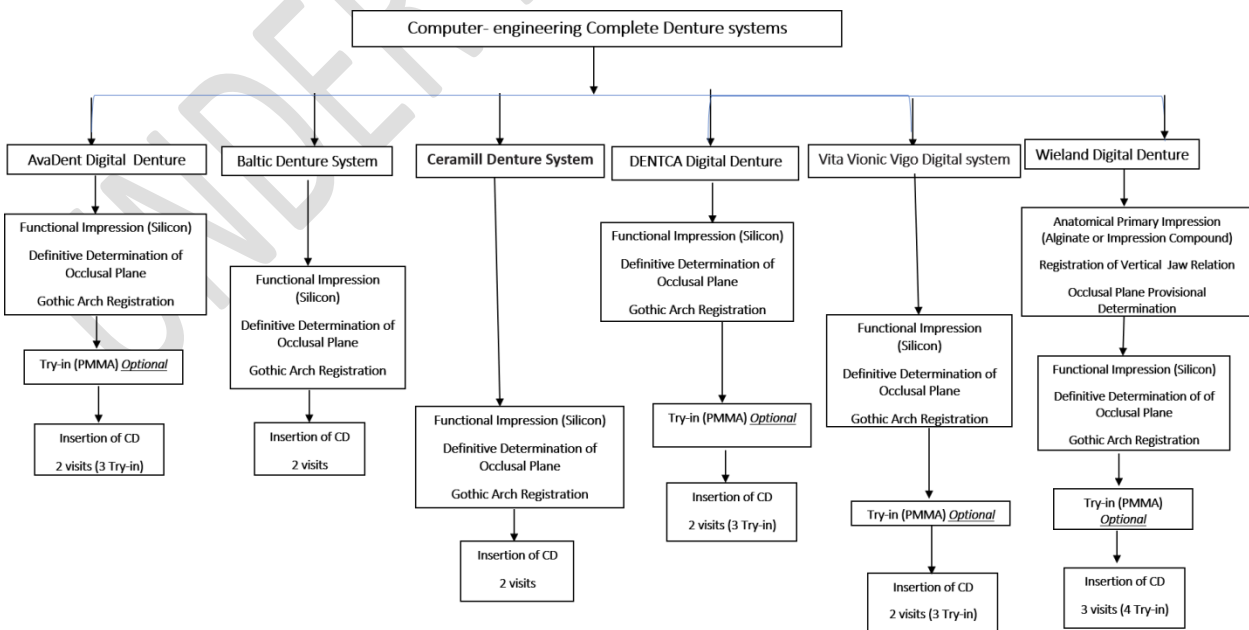 Computer- engineering Complete Denture systems
AvaDent Digital Denture
Functional Impression (Silicon)
Definitive Determination of
Occlusal Plane
Gothic Arch Registration
Try-in (PMMA) Optional
Insertion of CD
2 visits (3 Try-in)
Baltic Denture System
Functional Impression
(Silicon)
Definitive Determination of
Occlusal Plane
Gothic Arch Registration
Insertion of CD
2 visits
Ceramill Denture System
Functional Impression (Silicon)
Definitive Determination of
Occlusal Plane
Gothic Arch Registration
Insertion of CD
2 visits
DENTCA Digital Denture
Functional Impression (Silicon)
Definitive Determination of
Occlusal Plane
Gothic Arch Registration
Try-in (PMMA) Optional
Insertion of CD
2 visits (3 Try-in)
Vita Vionic Vigo Digital system
Functional Impression
(Silicon)
Definitive Determination of
Occlusal Plane
Gothic Arch Registration
Try-in (PMMA) Optional
Insertion of CD
2 visits (3 Try-in)
Wieland Digital Denture
Anatomical Primary Impression
(Alginate or Impression Compound)
Registration of Vertical Jaw Relation
Occlusal Plane Provisional
Determination
Functional Impression (Silicon)
Definitive Determination of of
Occlusal Plane
Gothic Arch Registration
Try-in (PMMA)
Optional
Insertion of CD
3 visits (4 Try-in)
UNDER